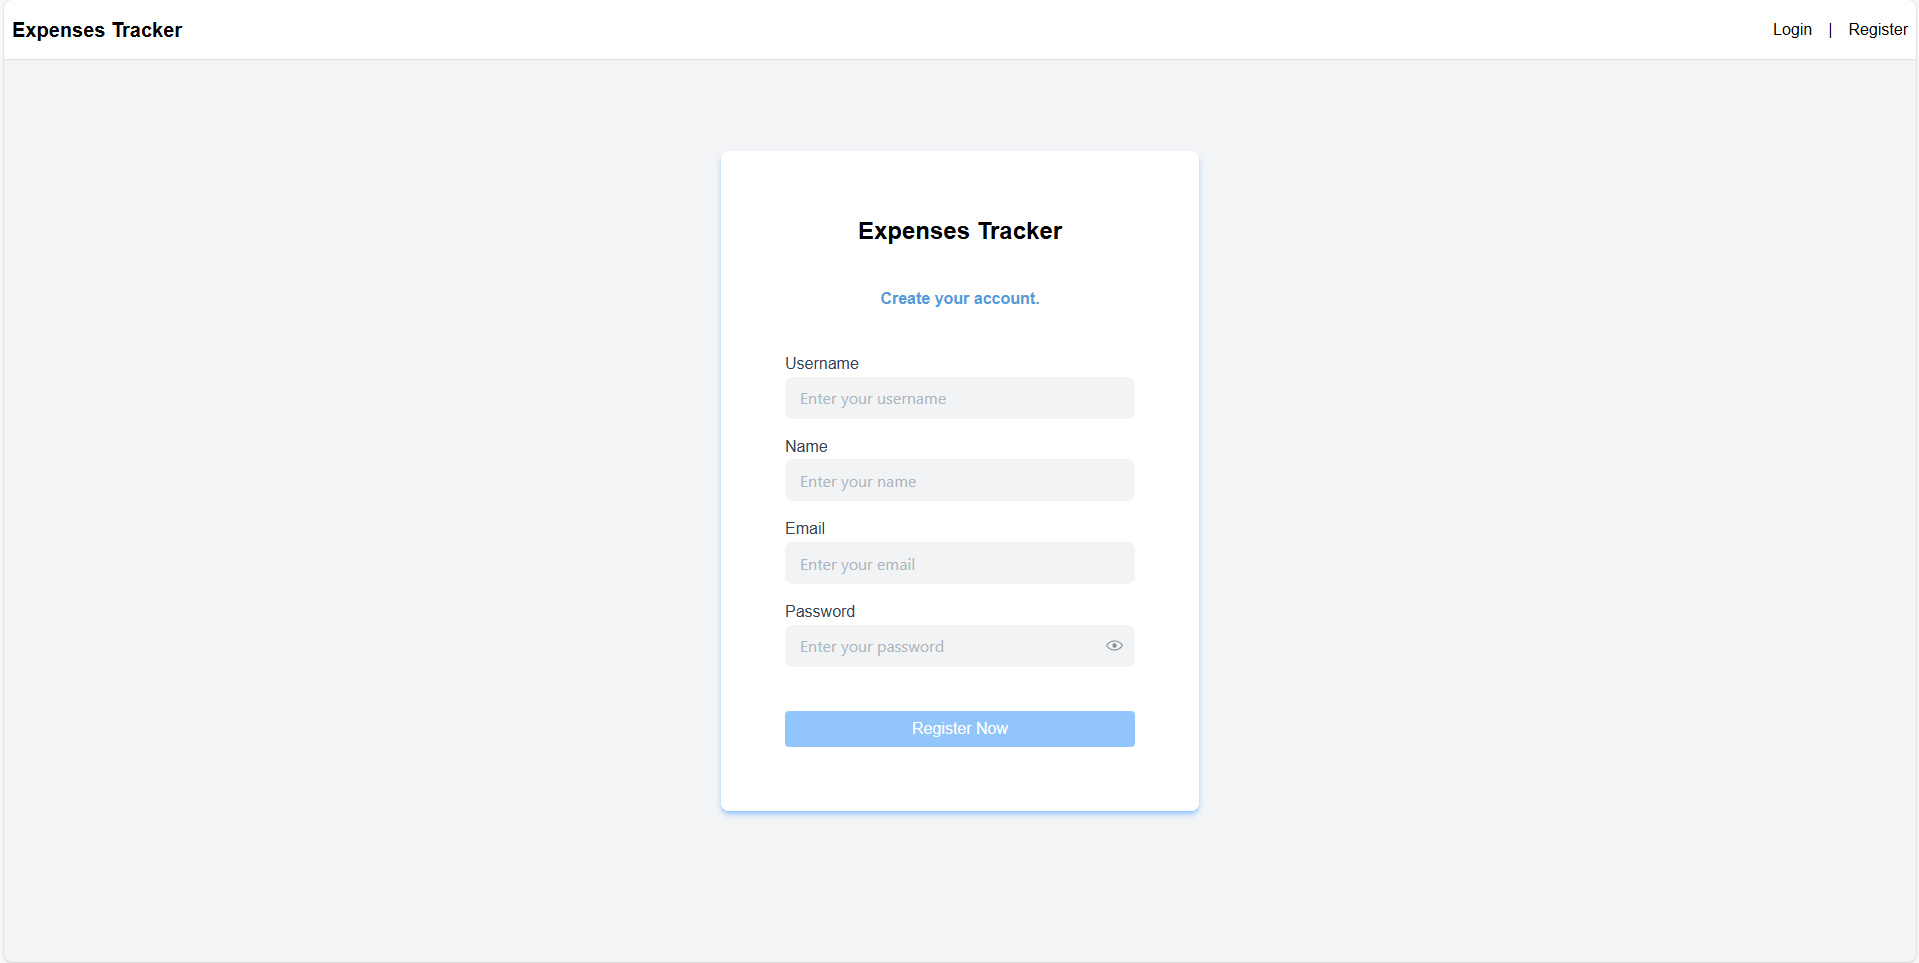 Expenses Tracker
Login | Register
Expenses Tracker
Create your account.
Username
Enter your username
Name
Enter your name
Email
Enter your email
Password
Enter your password
Register Now